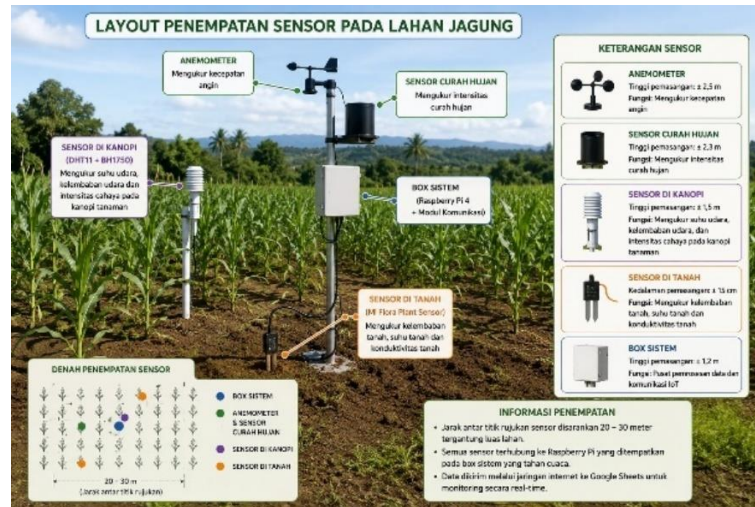 LAYOUT PENEMPATAN SENSOR PADA LAHAN JAGUNG
ANEMOMETER
Mengukur kecepatan
angin
SENSOR CURAH HUJAN
Mengukur intensitas
curah hujan
SENSOR DI KANOPI
(DHT11 + BH1750)
Mengukur suhu udara,
kelembaban udara dan
intensitas cahaya pada
kanopi tanaman
BOX SISTEM
(Raspberry Pi 4
+ Modul Komunikasi)
SENSOR DI TANAH
(Mi Flora Plant Sensor)
Mengukur kelembaban
tanah, suhu tanah dan
konduktivitas tanah
KETERANGAN SENSOR
ANEMOMETER
Tinggi pemasangan: ± 2,5 m
Fungsi: Mengukur kecepatan
angin
SENSOR CURAH HUJAN
Tinggi pemasangan: ± 2,3 m
Fungsi: Mengukur intensitas
curah hujan
SENSOR DI KANOPI
Tinggi pemasangan: ± 1,5 m
Fungsi: Mengukur suhu udara,
kelembaban udara, dan
intensitas cahaya pada kanopi
tanaman
SENSOR DI TANAH
Kedalaman pemasangan: ± 15 cm
Fungsi: Mengukur kelembaban
tanah, suhu tanah dan
konduktivitas tanah
BOX SISTEM
Tinggi pemasangan: ± 1,2 m
Fungsi: Pusat pemrosesan data dan
komunikasi IoT
DENAH PENEMPATAN SENSOR
BOX SISTEM
ANEMOMETER
& SENSOR
CURAH HUJAN
SENSOR DI KANOPI
SENSOR DI TANAH
20 - 30 m
(Jarak antar titik rujukan)
INFORMASI PENEMPATAN
• Jarak antar titik rujukan sensor disarankan 20 – 30 meter
tergantung luas lahan.
• Semua sensor terhubung ke Raspberry Pi yang ditempatkan
pada box sistem yang tahan cuaca.
• Data dikirim melalui jaringan internet ke Google Sheets untuk
monitoring secara real-time.